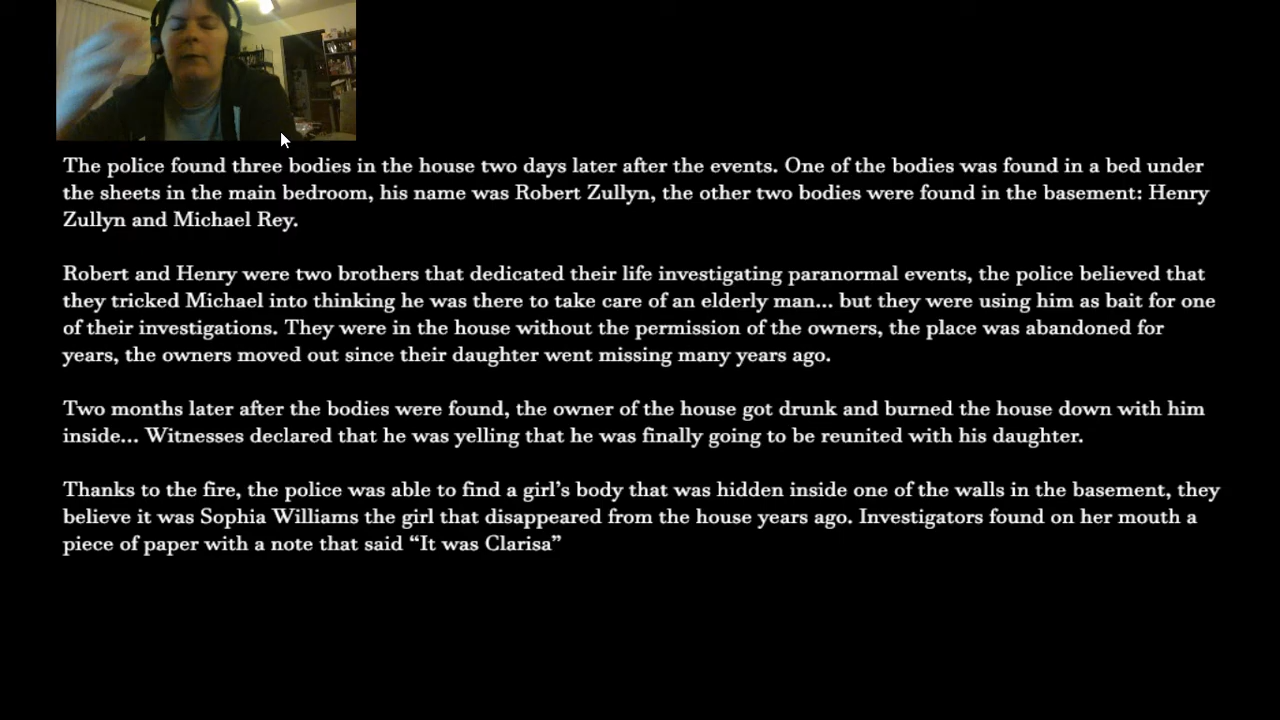 The police found three bodies in the house two days later after the events. One of the bodies was found in a bed under
the sheets in the main bedroom, his name was Robert Zullyn, the other two bodies were found in the basement: Henry
Zullyn and Michael Rey.
Robert and Henry were two brothers that dedicated their life investigating paranormal events, the police believed that
they tricked Michael into thinking he was there to take care of an elderly man... but they were using him as bait for one
of their investigations. They were in the house without the permission of the owners, the place was abandoned for
years, the owners moved out since their daughter went missing many years ago.
Two months later after the bodies were found, the owner of the house got drunk and burned the house down with him
inside... Witnesses declared that he was yelling that he was finally going to be reunited with his daughter.
Thanks to the fire, the police was able to find a girl’s body that was hidden inside one of the walls in the basement, they
believe it was Sophia Williams the girl that disappeared from the house years ago. Investigators found on her mouth a
piece of paper with a note that said “It was Clarisa”